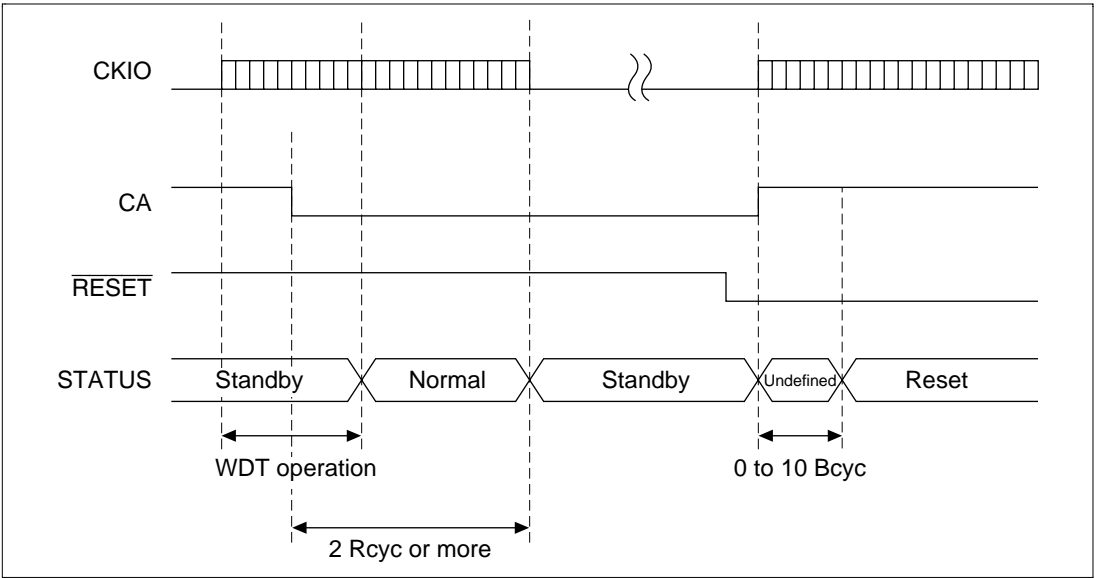 CKIO
CA
RESET
STATUS
Standby
Normal
Standby
Undefined
Reset
WDT operation
0 to 10 Bcyc
2 Rcyc or more